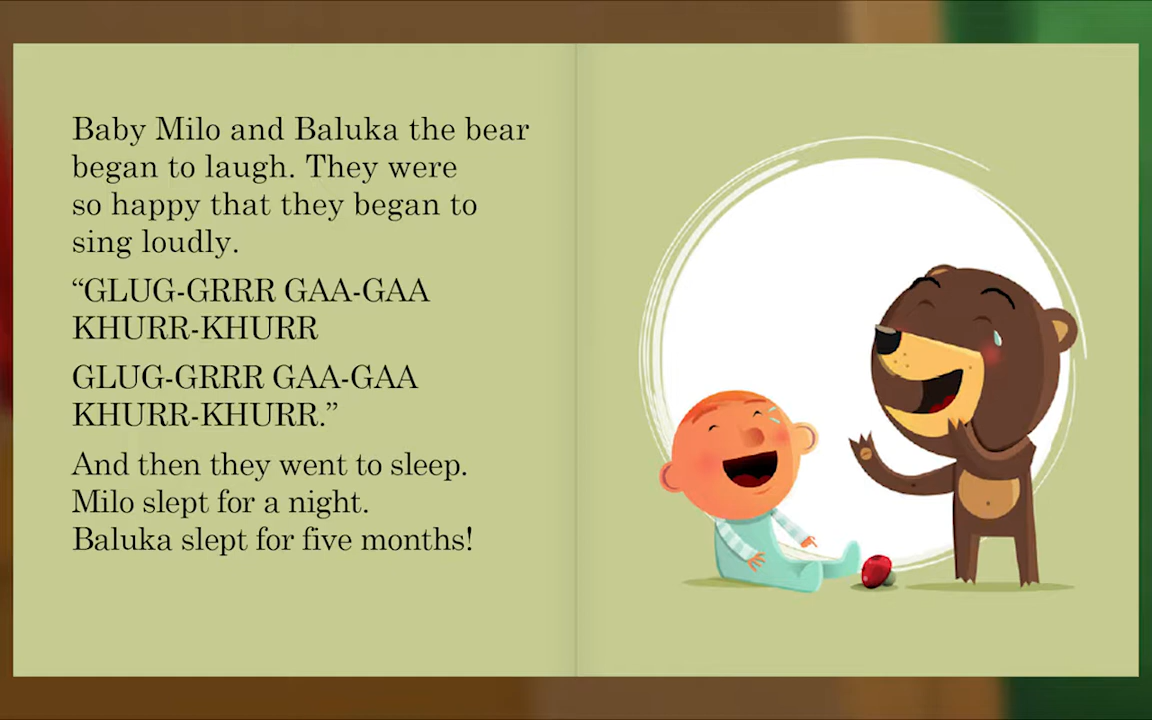 Baby Milo and Baluka the bear
began to laugh. They were
so happy that they began to
sing loudly.
“GLUG-GRRR GAA-GAA
KHURR-KHURR
GLUG-GRRR GAA-GAA
KHURR-KHURR.”
And then they went to sleep.
Milo slept for a night.
Baluka slept for five months!